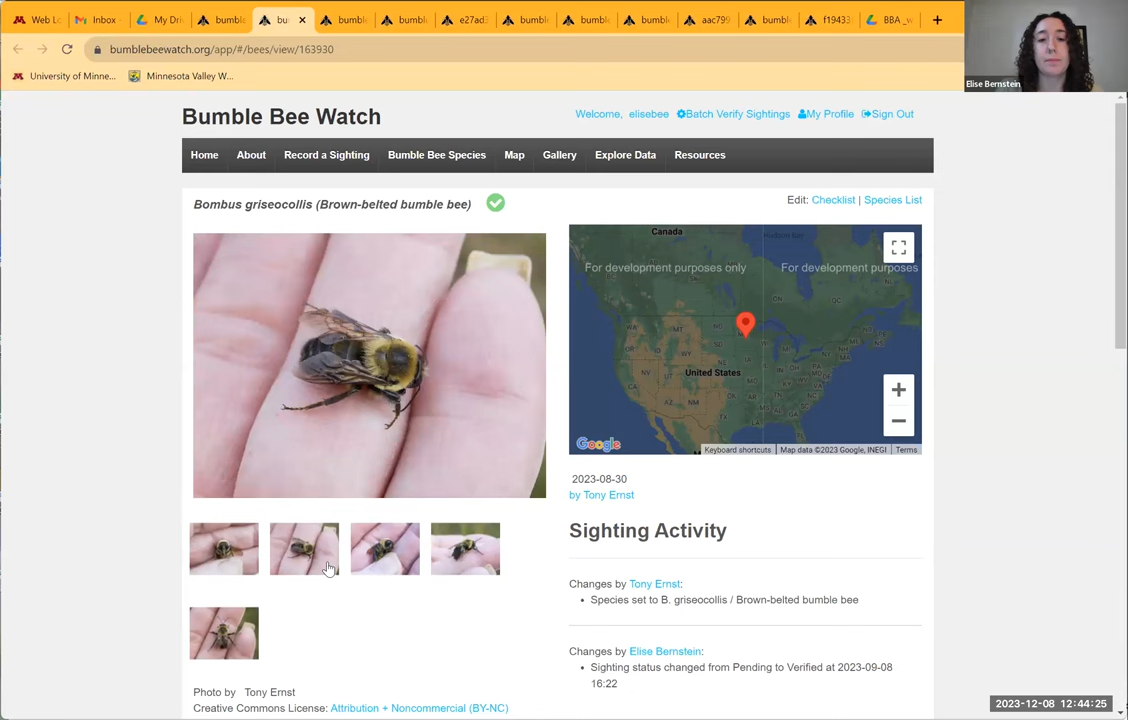 Web Lo
Inbox
My Dri
bumble
bu
bumble
bumble
e27ad
bumble
bumble
bumble
aac799
bumble
f1943
BBA _w
bumblebeewatch.org/app/#/bees/view/163930
University of Minne...
Minnesota Valley W...
Elise Bernstein
Bumble Bee Watch
Welcome, elisebee Batch Verify Sightings My Profile Sign Out
Home About Record a Sighting Bumble Bee Species Map Gallery Explore Data Resources
Bombus griseocollis (Brown-belted bumble bee)
Edit: Checklist | Species List
Canada
For development purposes only
For development purposes
United States
Google
Keyboard shortcuts
Map data ©2023 Google, INEGI
Terms
2023-08-30
by Tony Ernst
Sighting Activity
Changes by Tony Ernst:
• Species set to B. griseocollis / Brown-belted bumble bee
Changes by Elise Bernstein:
• Sighting status changed from Pending to Verified at 2023-09-08
16:22
Photo by Tony Ernst
Creative Commons License: Attribution + Noncommercial (BY-NC)
2023-12-08 12:44:25